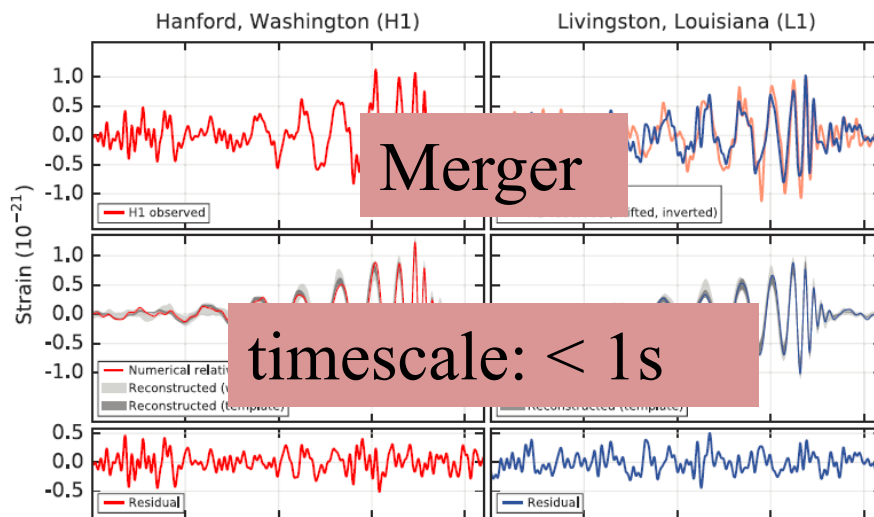 Hanford, Washington (H1)
Livingston, Louisiana (L1)
Strain (10⁻²¹)
1.0
0.5
0.0
-0.5
-1.0
H1 observed
Merger
ifted, inverted)
1.0
0.5
0.0
-0.5
-1.0
Numerical relativ
Reconstructed (w
Reconstructed (template)
timescale: < 1s
Reconstructed (template)
0.5
0.0
-0.5
Residual
Residual